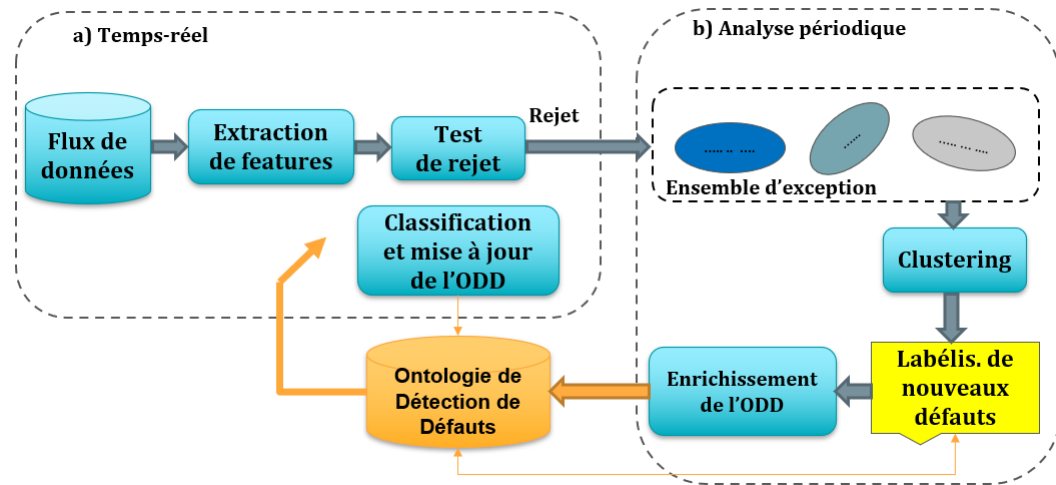 a) Temps-réel
b) Analyse périodique
Flux de
données
Extraction
de features
Test
de rejet
Rejet
..... .. ....
......
..... ... ....
Ensemble d'exception
Classification
et mise à jour
de l'ODD
Clustering
Ontologie de
Détection de
Défauts
Enrichissement
de l'ODD
Labélis. de
nouveaux
défauts